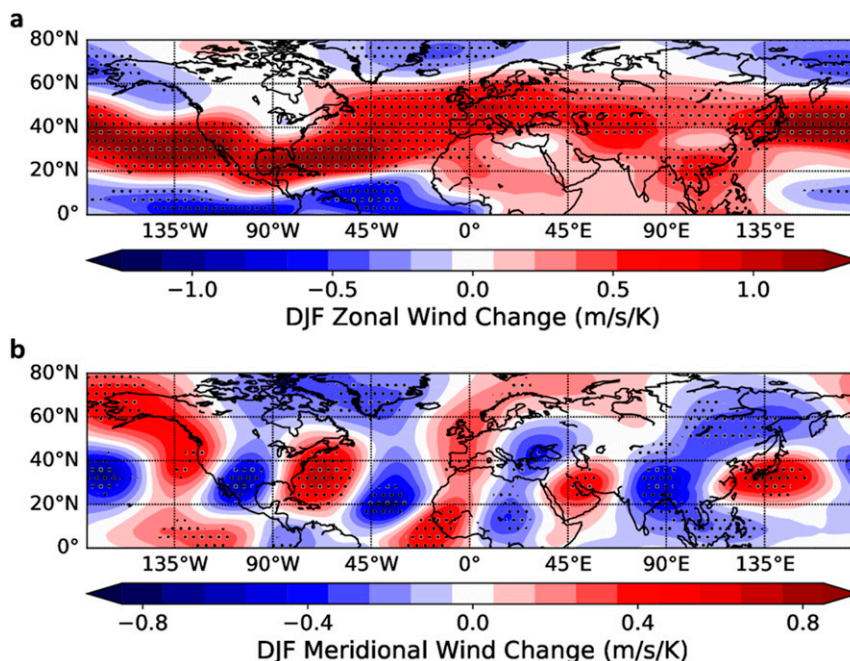 a
80°N
60°N
40°N
20°N
0°
135°W 90°W 45°W 0°E 45°E 90°E 135°E
−1.0 −0.5 0.0 0.5 1.0
DJF Zonal Wind Change (m/s/K)
b
80°N
60°N
40°N
20°N
0°
135°W 90°W 45°W 0°E 45°E 90°E 135°E
−0.8 −0.4 0.0 0.4 0.8
DJF Meridional Wind Change (m/s/K)